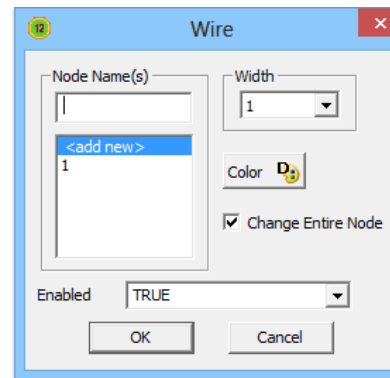 12
Wire
Node Name(s)
Width
1
<add new>
1
Color D
Change Entire Node
Enabled TRUE
OK Cancel